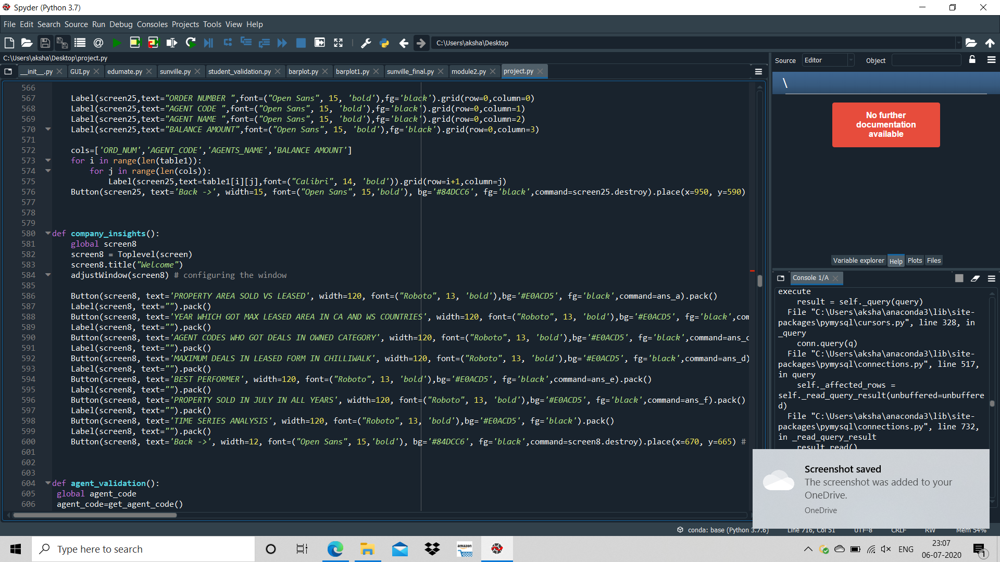 Spyder (Python 3.7)
File Edit Search Source Run Debug Consoles Projects Tools View Help
C:\Users\aksha\Desktop
C:\Users\aksha\Desktop\project.py
__init__.py GUI.py edumate.py sunville.py student_validation.py barplot.py barplot1.py sunville_final.py module2.py project.py
566
567 Label(screen25,text="ORDER NUMBER ",font=("Open Sans", 15, 'bold'),fg='black').grid(row=0,column=0)
568 Label(screen25,text="AGENT CODE ",font=("Open Sans", 15, 'bold'),fg='black').grid(row=0,column=1)
569 Label(screen25,text="AGENT NAME ",font=("Open Sans", 15, 'bold'),fg='black').grid(row=0,column=2)
570 Label(screen25,text="BALANCE AMOUNT",font=("Open Sans", 15, 'bold'),fg='black').grid(row=0,column=3)
571
572 cols=['ORD_NUM','AGENT_CODE','AGENTS_NAME','BALANCE AMOUNT']
573 for i in range(len(table1)):
574 for j in range(len(cols)):
575 Label(screen25,text=table1[i][j],font=("Calibri", 14, 'bold')).grid(row=i+1,column=j)
576 Button(screen25, text='Back ->', width=15, font=("Open Sans", 15,'bold'), bg='#84DCC6', fg='black',command=screen25.destroy).place(x=950, y=590)
577
578
579
580 def company_insights():
581 global screen8
582 screen8 = Toplevel(screen)
583 screen8.title("Welcome")
584 adjustWindow(screen8) # configuring the window
585
586 Button(screen8, text='PROPERTY AREA SOLD VS LEASED', width=120, font=("Roboto", 13, 'bold'),bg='#E0ACD5', fg='black',command=ans_a).pack()
587 Label(screen8, text="").pack()
588 Button(screen8, text='YEAR WHICH GOT MAX LEASED AREA IN CA AND WS COUNTRIES', width=120, font=("Roboto", 13, 'bold'),bg='#E0ACD5', fg='black',com
589 Label(screen8, text="").pack()
590 Button(screen8, text='AGENT CODES WHO GOT DEALS IN OWNED CATEGORY', width=120, font=("Roboto", 13, 'bold'),bg='#E0ACD5', fg='black',command=ans_c
591 Label(screen8, text="").pack()
592 Button(screen8, text='MAXIMUM DEALS IN LEASED FORM IN CHILLIWALK', width=120, font=("Roboto", 13, 'bold'),bg='#E0ACD5', fg='black',command=ans_d)
593 Label(screen8, text="").pack()
594 Button(screen8, text='BEST PERFORMER', width=120, font=("Roboto", 13, 'bold'),bg='#E0ACD5', fg='black',command=ans_e).pack()
595 Label(screen8, text="").pack()
596 Button(screen8, text='PROPERTY SOLD IN JULY IN ALL YEARS', width=120, font=("Roboto", 13, 'bold'),bg='#E0ACD5', fg='black',command=ans_f).pack()
597 Label(screen8, text="").pack()
598 Button(screen8, text='TIME SERIES ANALYSIS', width=120, font=("Roboto", 13, 'bold'),bg='#E0ACD5', fg='black').pack()
599 Label(screen8, text="").pack()
600 Button(screen8, text='Back ->', width=12, font=("Open Sans", 15,'bold'), bg='#84DCC6', fg='black',command=screen8.destroy).place(x=670, y=665) #
601
602
603
604 def agent_validation():
605 global agent_code
606 agent_code=get_agent_code()
Source Editor Object
\
No further
documentation
available
Variable explorer Help Plots Files
Console 1/A
execute
result = self._query(query)
File "C:\Users\aksha\anaconda3\lib\site-
packages\pymysql\cursors.py", line 328, in
_query
conn.query(q)
File "C:\Users\aksha\anaconda3\lib\site-
packages\pymysql\connections.py", line 517,
in query
self._affected_rows =
self._read_query_result(unbuffered=unbuffere
d)
File "C:\Users\aksha\anaconda3\lib\site-
packages\pymysql\connections.py", line 732,
in _read_query_result
result.read()
Screenshot saved
The screenshot was added to your
OneDrive.
OneDrive
conda: base (Python 3.7.6) Line 716, Col 51 UTF-8 CRLF RW Mem 54%
Type here to search
amazon
ENG
23:07
06-07-2020
1